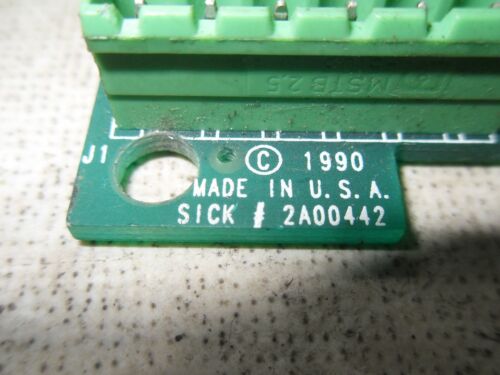 MSTB 2,5
J1
© 1990
MADE IN U.S.A.
SICK # 2A00442